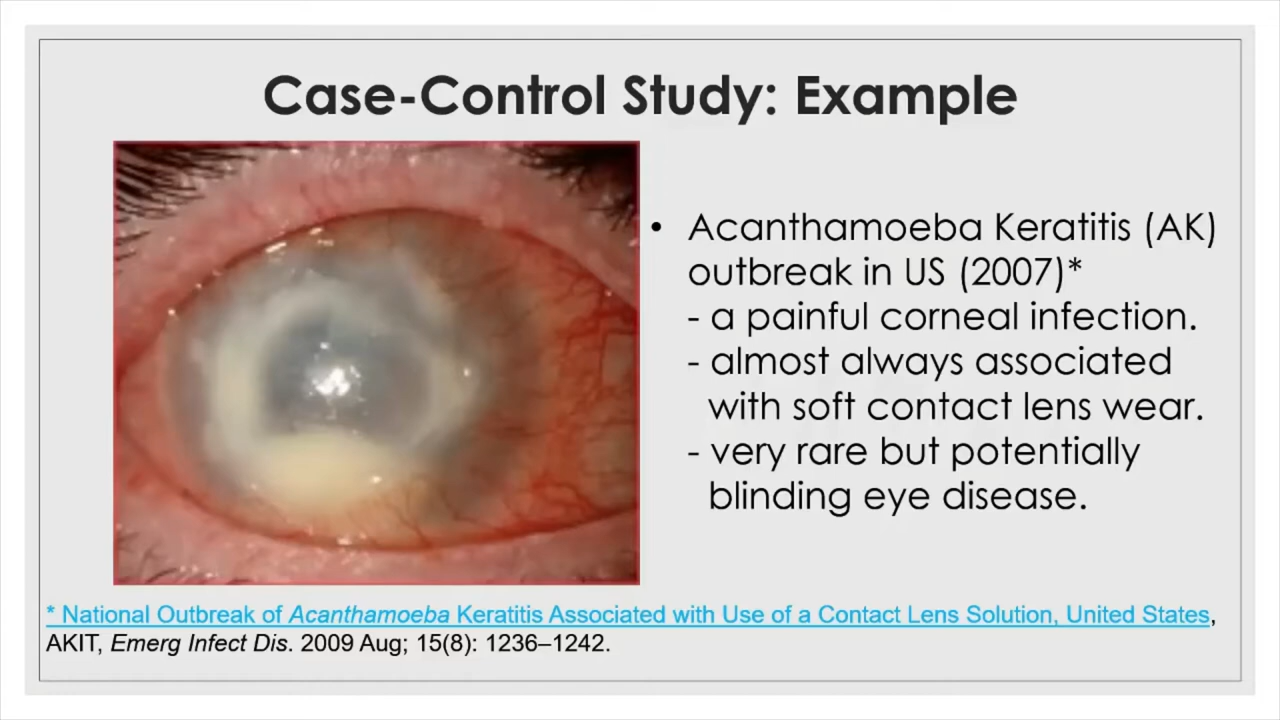 Case-Control Study: Example
• Acanthamoeba Keratitis (AK)
outbreak in US (2007)*
- a painful corneal infection.
- almost always associated
with soft contact lens wear.
- very rare but potentially
blinding eye disease.
* National Outbreak of Acanthamoeba Keratitis Associated with Use of a Contact Lens Solution, United States,
AKIT, Emerg Infect Dis. 2009 Aug; 15(8): 1236–1242.